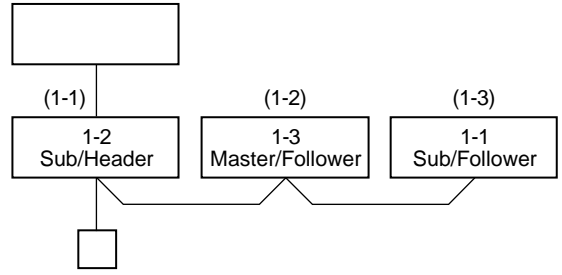 (1-1)
(1-2)
(1-3)
1-2
Sub/Header
1-3
Master/Follower
1-1
Sub/Follower